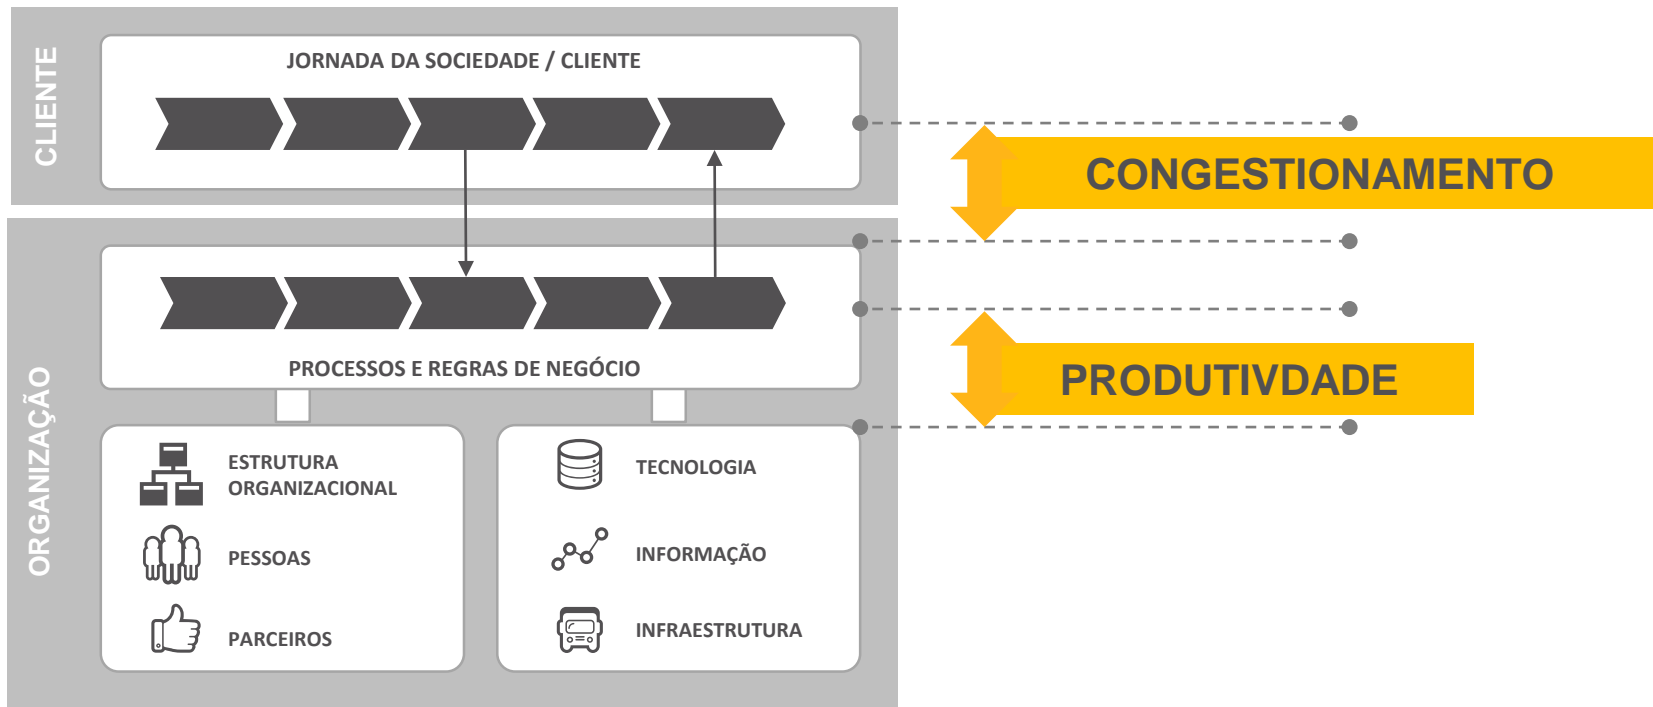 CLIENTE
JORNADA DA SOCIEDADE / CLIENTE
CONGESTIONAMENTO
ORGANIZAÇÃO
PROCESSOS E REGRAS DE NEGÓCIO
PRODUTIVDADE
ESTRUTURA
ORGANIZACIONAL
PESSOAS
PARCEIROS
TECNOLOGIA
INFORMAÇÃO
INFRAESTRUTURA